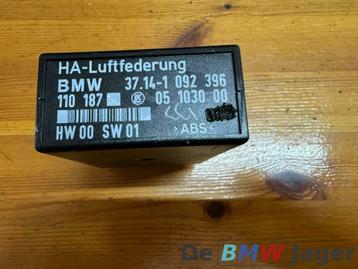 HA-Luftfederung
BMW 37.14-1 092 396
110 187 05 1030 00
HW 00 SW 01 >ABS<
De BMW Jager